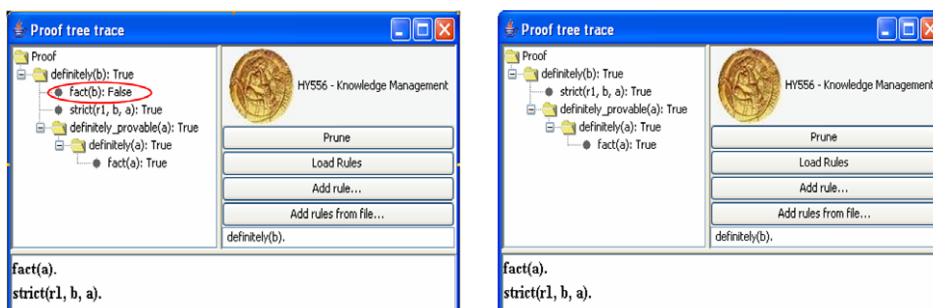 Proof tree trace
Proof
definitely(b): True
fact(b): False
strict(r1, b, a): True
definitely_provable(a): True
definitely(a): True
fact(a): True
HY556 - Knowledge Management
Prune
Load Rules
Add rule...
Add rules from file...
definitely(b).
fact(a).
strict(r1, b, a).
Proof tree trace
Proof
definitely(b): True
strict(r1, b, a): True
definitely_provable(a): True
definitely(a): True
fact(a): True
HY556 - Knowledge Management
Prune
Load Rules
Add rule...
Add rules from file...
definitely(b).
fact(a).
strict(r1, b, a).